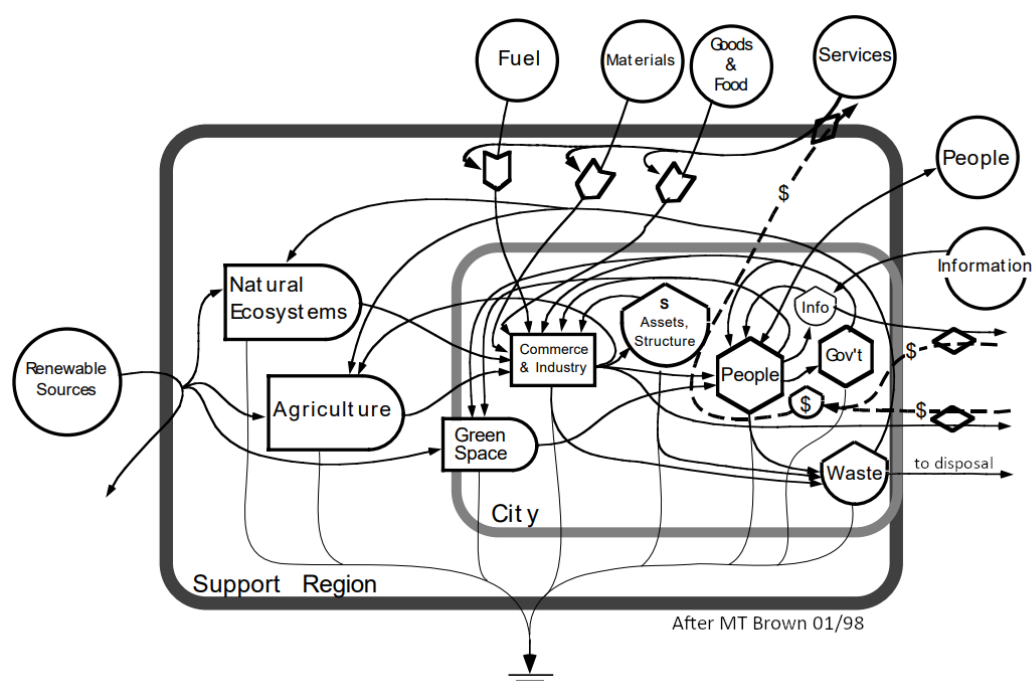 Fuel
Materials
Goods
&
Food
Services
People
$
Natural
Ecosystems
Information
S
Assets,
Structure
Info
Renewable
Sources
Commerce
& Industry
Gov't
$
People
Agriculture
$
$
Green
Space
Waste
to disposal
City
Support Region
After MT Brown 01/98